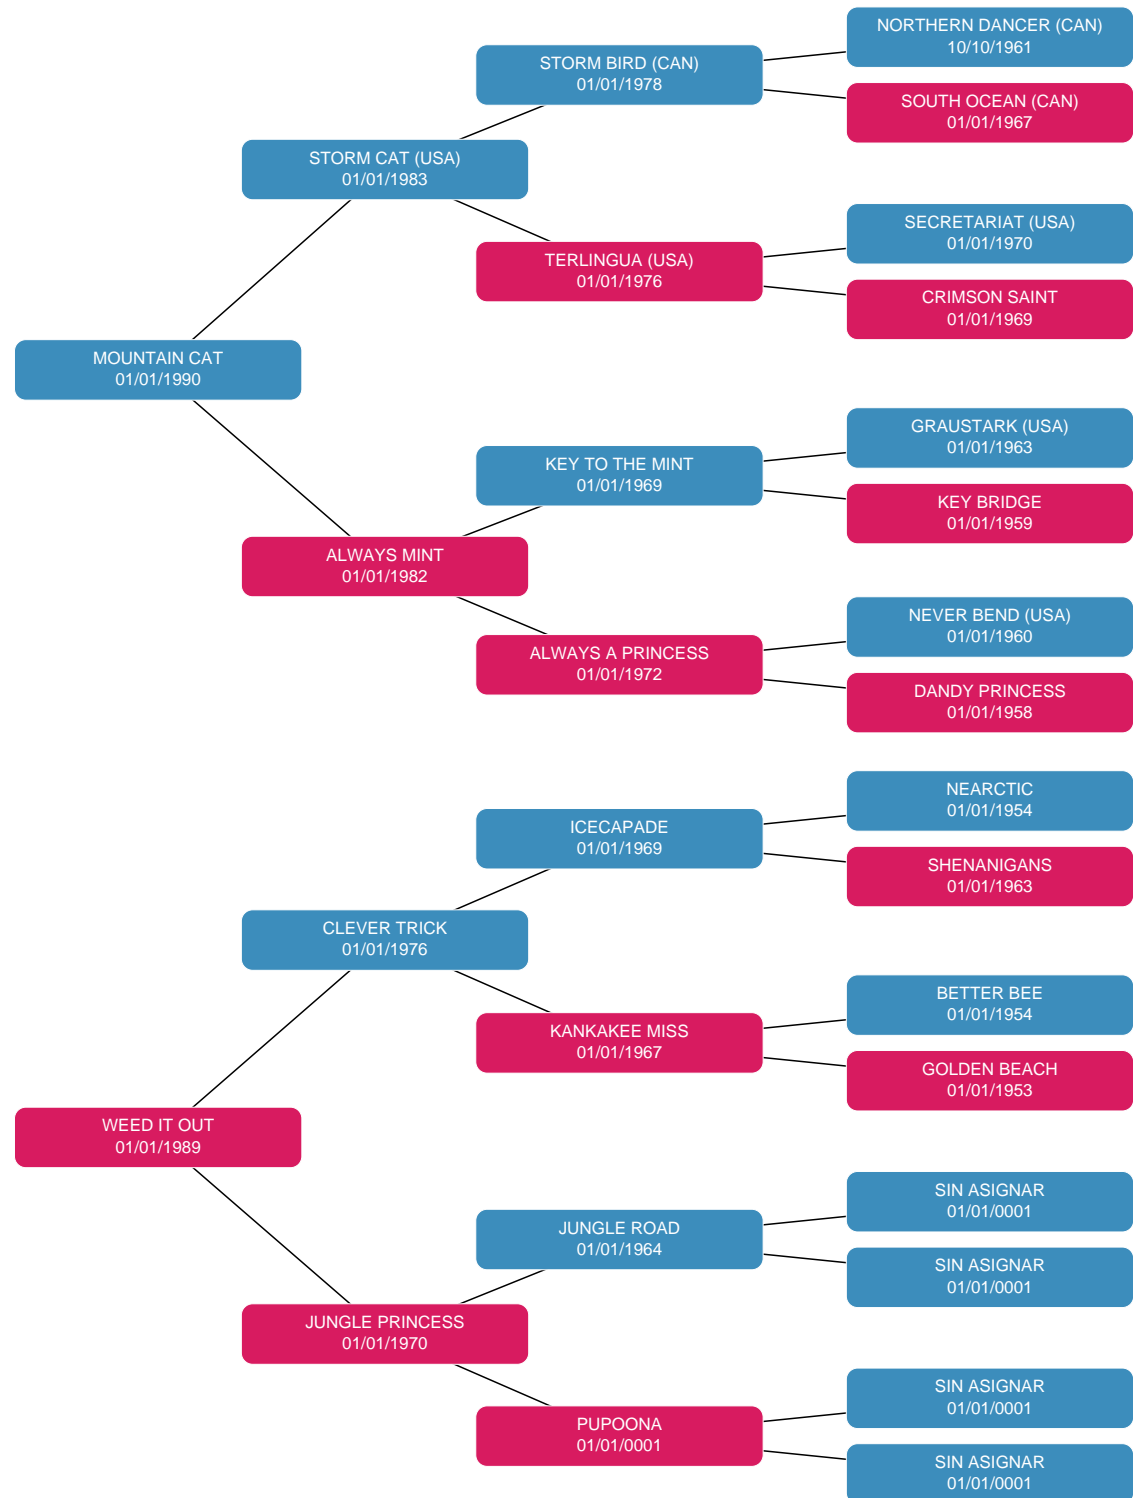 NORTHERN DANCER (CAN)
10/10/1961
STORM BIRD (CAN)
01/01/1978
SOUTH OCEAN (CAN)
01/01/1967
STORM CAT (USA)
01/01/1983
SECRETARIAT (USA)
01/01/1970
TERLINGUA (USA)
01/01/1976
CRIMSON SAINT
01/01/1969
MOUNTAIN CAT
01/01/1990
GRAUSTARK (USA)
01/01/1963
KEY TO THE MINT
01/01/1969
KEY BRIDGE
01/01/1959
ALWAYS MINT
01/01/1982
NEVER BEND (USA)
01/01/1960
ALWAYS A PRINCESS
01/01/1972
DANDY PRINCESS
01/01/1958
NEARCTIC
01/01/1954
ICECAPADE
01/01/1969
SHENANIGANS
01/01/1963
CLEVER TRICK
01/01/1976
BETTER BEE
01/01/1954
KANKAKEE MISS
01/01/1967
GOLDEN BEACH
01/01/1953
WEED IT OUT
01/01/1989
SIN ASIGNAR
01/01/0001
JUNGLE ROAD
01/01/1964
SIN ASIGNAR
01/01/0001
JUNGLE PRINCESS
01/01/1970
SIN ASIGNAR
01/01/0001
PUPOONA
01/01/0001
SIN ASIGNAR
01/01/0001